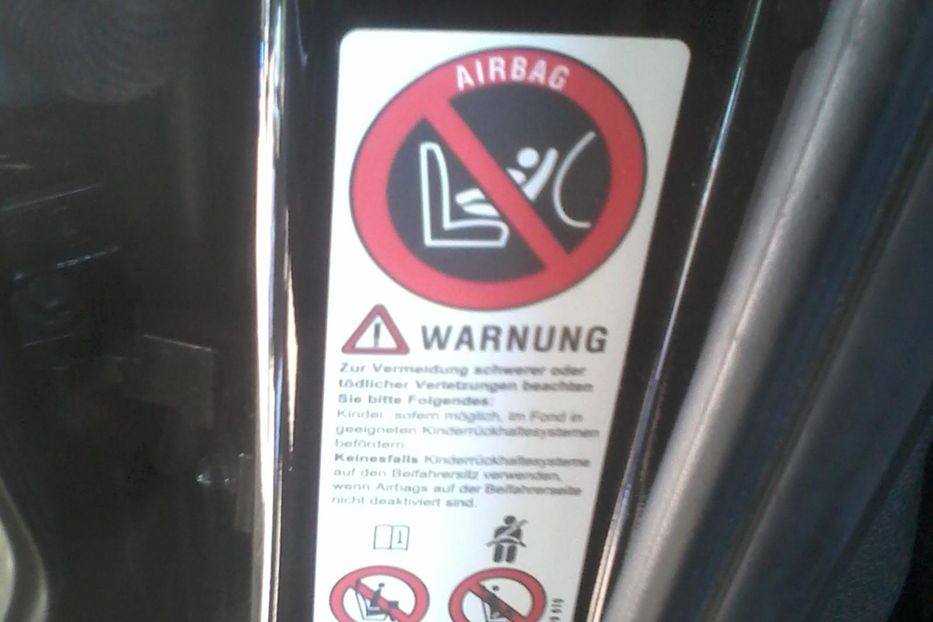 AIRBAG
WARNUNG
Zur Vermeidung schwerer oder
tödlicher Verletzungen beachten
Sie bitte Folgendes:
Kinder, sofern möglich, im Fond in
geeigneten Kinderrückhaltesystemen
befördern.
Keinesfalls Kinderrückhaltesysteme
auf den Beifahrersitz verwenden,
wenn Airbags auf der Beifahrerseite
nicht deaktiviert sind.